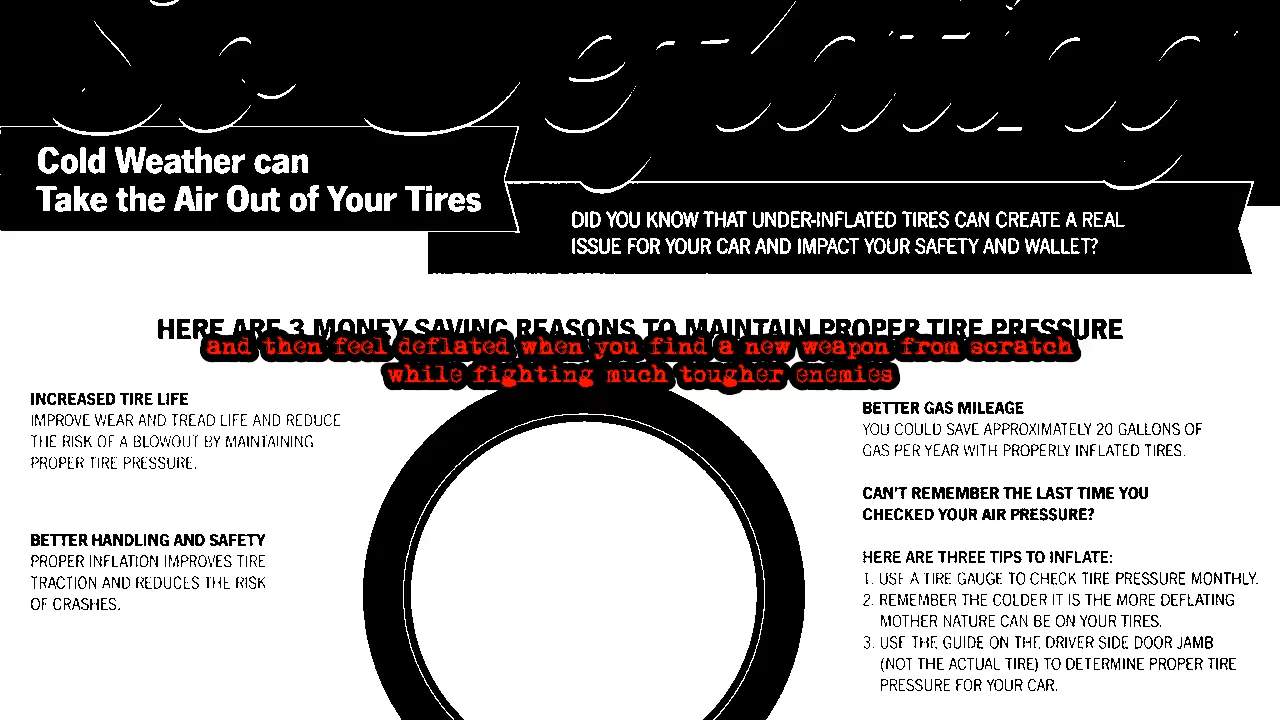 So Deflating
Cold Weather can
Take the Air Out of Your Tires
DID YOU KNOW THAT UNDER-INFLATED TIRES CAN CREATE A REAL
ISSUE FOR YOUR CAR AND IMPACT YOUR SAFETY AND WALLET?
HERE ARE 3 MONEY SAVING REASONS TO MAINTAIN PROPER TIRE PRESSURE
and then feel deflated when you find a new weapon from scratch
while fighting much tougher enemies
INCREASED TIRE LIFE
IMPROVE WEAR AND TREAD LIFE AND REDUCE
THE RISK OF A BLOWOUT BY MAINTAINING
PROPER TIRE PRESSURE.
BETTER HANDLING AND SAFETY
PROPER INFLATION IMPROVES TIRE
TRACTION AND REDUCES THE RISK
OF CRASHES.
BETTER GAS MILEAGE
YOU COULD SAVE APPROXIMATELY 20 GALLONS OF
GAS PER YEAR WITH PROPERLY INFLATED TIRES.
CAN'T REMEMBER THE LAST TIME YOU
CHECKED YOUR AIR PRESSURE?
HERE ARE THREE TIPS TO INFLATE:
1. USE A TIRE GAUGE TO CHECK TIRE PRESSURE MONTHLY.
2. REMEMBER THE COLDER IT IS THE MORE DEFLATING
MOTHER NATURE CAN BE ON YOUR TIRES.
3. USE THE GUIDE ON THE DRIVER SIDE DOOR JAMB
(NOT THE ACTUAL TIRE) TO DETERMINE PROPER TIRE
PRESSURE FOR YOUR CAR.